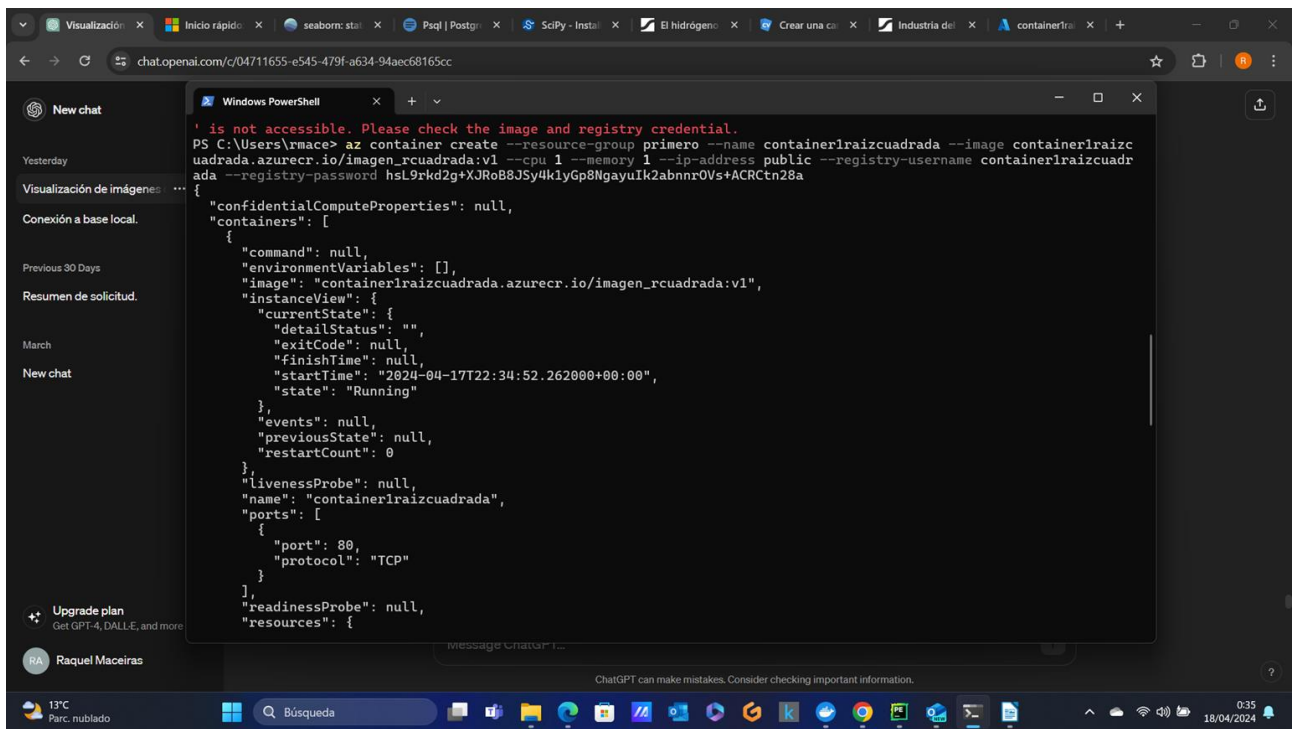 Visualización
Inicio rápido:
seaborn: stat
Psql | Postgr
SciPy - Instal
El hidrógeno
Crear una ca
Industria del
container1rai
chat.openai.com/c/04711655-e545-479f-a634-94aec68165cc
R
New chat
Yesterday
Visualización de imágenes
Conexión a base local.
Previous 30 Days
Resumen de solicitud.
March
New chat
Upgrade plan
Get GPT-4, DALL·E, and more
RA Raquel Maceiras
Windows PowerShell
' is not accessible. Please check the image and registry credential.
PS C:\Users\rmace> az container create --resource-group primero --name container1raizcuadrada --image container1raizc
uadrada.azurecr.io/imagen_rcuadrada:v1 --cpu 1 --memory 1 --ip-address public --registry-username container1raizcuadr
ada --registry-password hsL9rkd2g+XJRoB8JSy4k1yGp8NgayuIk2abnnrOVs+ACRCtn28a
{
"confidentialComputeProperties": null,
"containers": [
{
"command": null,
"environmentVariables": [],
"image": "container1raizcuadrada.azurecr.io/imagen_rcuadrada:v1",
"instanceView": {
"currentState": {
"detailStatus": "",
"exitCode": null,
"finishTime": null,
"startTime": "2024-04-17T22:34:52.262000+00:00",
"state": "Running"
},
"events": null,
"previousState": null,
"restartCount": 0
},
"livenessProbe": null,
"name": "container1raizcuadrada",
"ports": [
{
"port": 80,
"protocol": "TCP"
}
],
"readinessProbe": null,
"resources": {
Message ChatGPT...
ChatGPT can make mistakes. Consider checking important information.
?
13°C
Parc. nublado
Búsqueda
0:35
18/04/2024